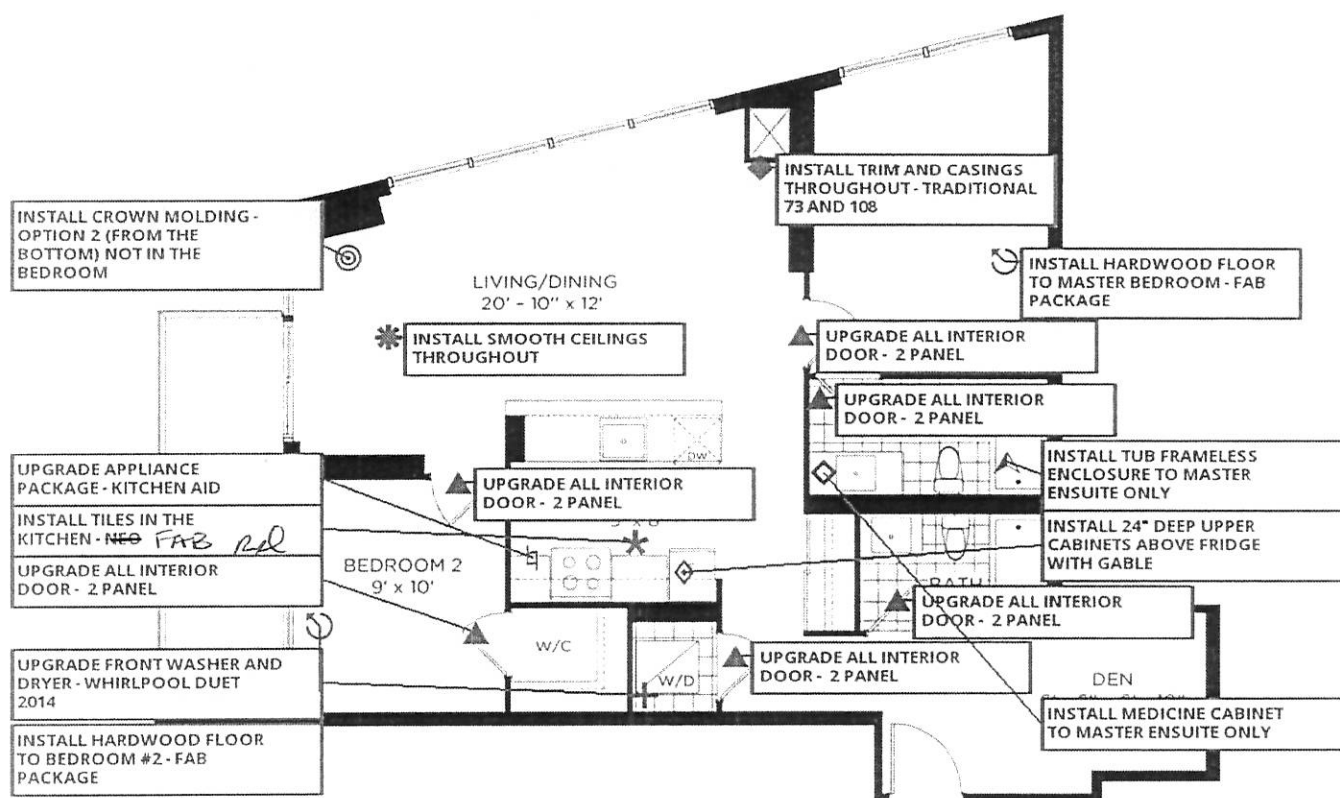 INSTALL TRIM AND CASINGS
THROUGHOUT - TRADITIONAL
73 AND 108
INSTALL CROWN MOLDING -
OPTION 2 (FROM THE
BOTTOM) NOT IN THE
BEDROOM
INSTALL HARDWOOD FLOOR
TO MASTER BEDROOM - FAB
PACKAGE
LIVING/DINING
20' - 10" x 12'
INSTALL SMOOTH CEILINGS
THROUGHOUT
UPGRADE ALL INTERIOR
DOOR - 2 PANEL
UPGRADE ALL INTERIOR
DOOR - 2 PANEL
DW
UPGRADE APPLIANCE
PACKAGE - KITCHEN AID
UPGRADE ALL INTERIOR
DOOR - 2 PANEL
INSTALL TUB FRAMELESS
ENCLOSURE TO MASTER
ENSUITE ONLY
INSTALL TILES IN THE
KITCHEN - NEO FAB
INSTALL 24" DEEP UPPER
CABINETS ABOVE FRIDGE
WITH GABLE
UPGRADE ALL INTERIOR
DOOR - 2 PANEL
BEDROOM 2
9' x 10'
BATH
UPGRADE ALL INTERIOR
DOOR - 2 PANEL
W/C
UPGRADE FRONT WASHER AND
DRYER - WHIRLPOOL DUET
2014
W/D
UPGRADE ALL INTERIOR
DOOR - 2 PANEL
DEN
INSTALL MEDICINE CABINET
TO MASTER ENSUITE ONLY
INSTALL HARDWOOD FLOOR
TO BEDROOM #2 - FAB
PACKAGE